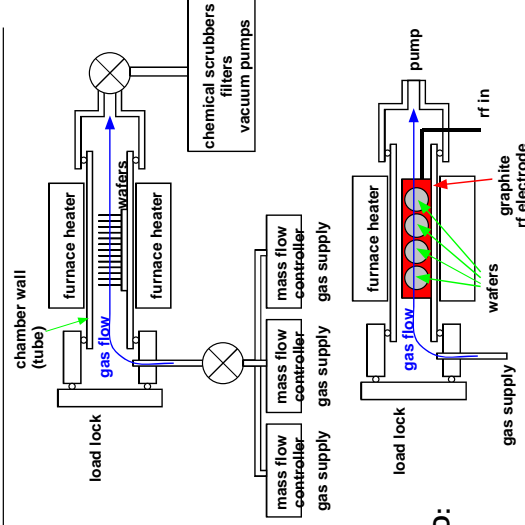 chamber wall
(tube)
furnace heater
wafers
furnace heater
gas flow
load lock
chemical scrubbers
filters
vacuum pumps
mass flow
controller
gas supply
mass flow
controller
gas supply
mass flow
controller
gas supply
furnace heater
pump
gas flow
load lock
rf in
graphite
rf electrode
wafers
gas supply
D: